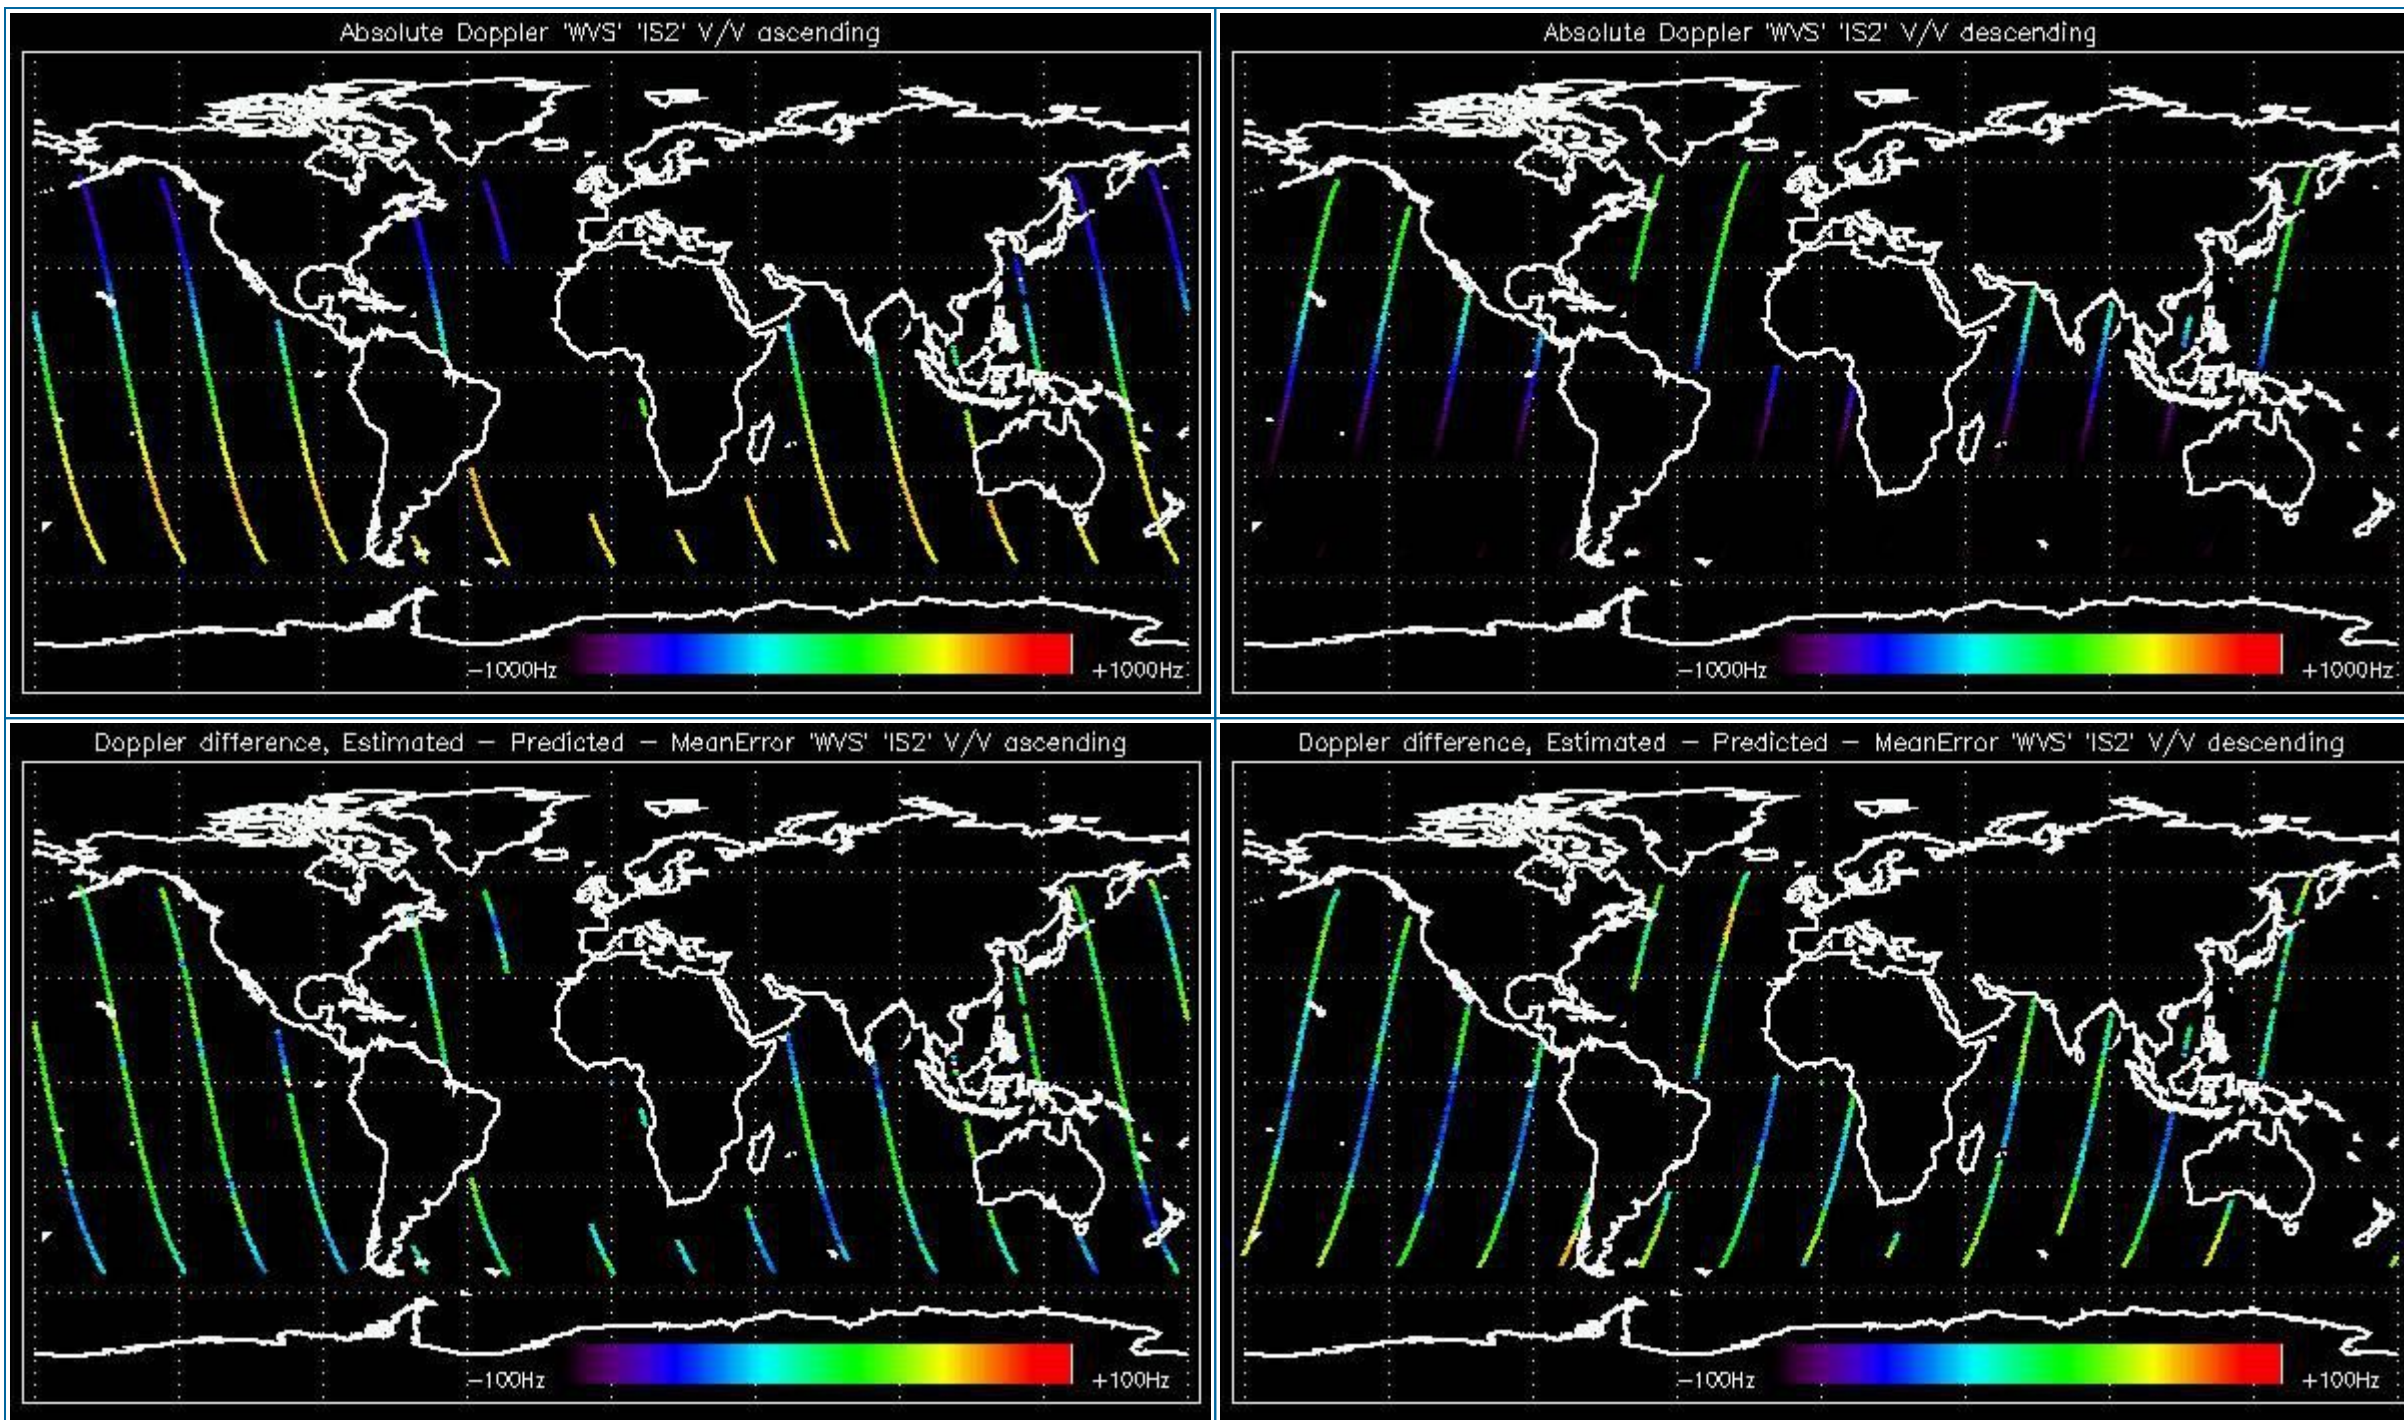 Absolute Doppler 'WVS' 'IS2' V/V ascending
-1000Hz
+1000Hz
Absolute Doppler 'WVS' 'IS2' V/V descending
-1000Hz
+1000Hz
Doppler difference, Estimated - Predicted - MeanError 'WVS' 'IS2' V/V ascending
-100Hz
+100Hz
Doppler difference, Estimated - Predicted - MeanError 'WVS' 'IS2' V/V descending
-100Hz
+100Hz